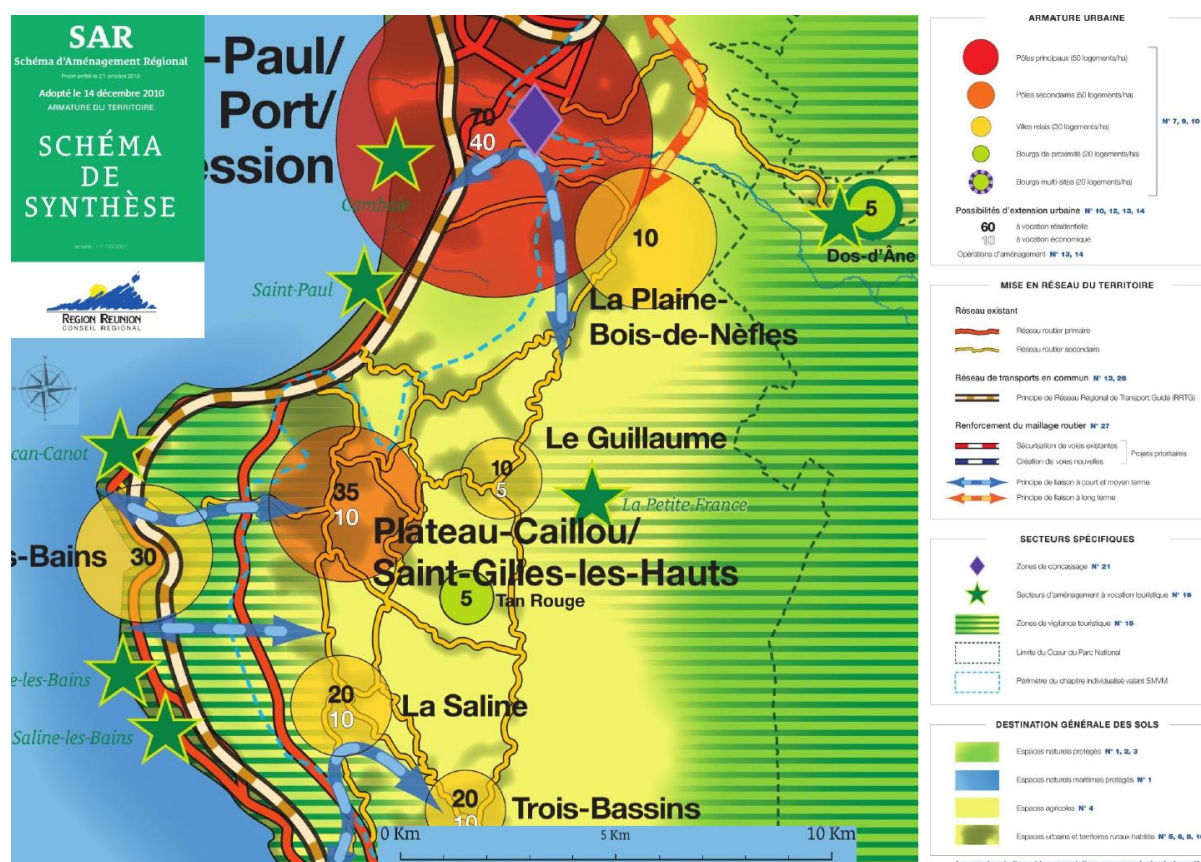 SAR
Schéma d'Aménagement Régional
Projet arrêté le 21 octobre 2010
Adopté le 14 décembre 2010
ARMATURE DU TERRITOIRE
SCHÉMA
DE
SYNTHÈSE
REGION REUNION
CONSEIL REGIONAL
-Paul/
Port/
ession
70
40
Cambaie
Saint-Paul
10
La Plaine-
Bois-de-Nèfles
5
Dos-d'Âne
can-Canot
Le Guillaume
10
5
La Petite-France
35
10
Plateau-Caillou/
Saint-Gilles-les-Hauts
s-Bains
30
5
Tan Rouge
e-les-Bains
Saline-les-Bains
20
10
La Saline
20
10
Trois-Bassins
0 Km
5 Km
10 Km
ARMATURE URBAINE
Pôles principaux (50 logements/ha)
Pôles secondaires (50 logements/ha)
Villes relais (30 logements/ha)
Bourgs de proximité (20 logements/ha)
Bourgs multi-sites (20 logements/ha)
N° 7, 9, 10
Possibilités d'extension urbaine N° 10, 12, 13, 14
60 à vocation résidentielle
10 à vocation économique
Opérations d'aménagement N° 13, 14
MISE EN RÉSEAU DU TERRITOIRE
Réseau existant
Réseau routier primaire
Réseau routier secondaire
Réseau de transports en commun N° 13, 26
Principe de Réseau Régional de Transport Guidé (RRTG)
Renforcement du maillage routier N° 27
Sécurisation de voies existantes
Création de voies nouvelles
Projets prioritaires
Principe de liaison à court et moyen terme
Principe de liaison à long terme
SECTEURS SPÉCIFIQUES
Zones de concassage N° 21
Secteurs d'aménagement à vocation touristique N° 16
Zones de vigilance touristique N° 15
Limite du Cœur du Parc National
Périmètre du chapitre individualisé valant SMVM
DESTINATION GÉNÉRALE DES SOLS
Espaces naturels protégés N° 1, 2, 3
Espaces naturels maritimes protégés N° 1
Espaces agricoles N° 4
Espaces urbains et territoires ruraux habités N° 5, 6, 8, 10